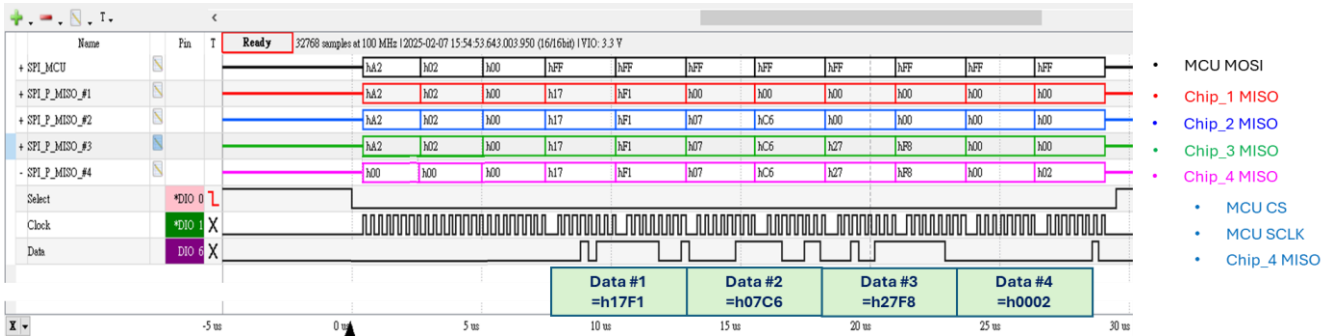 T
Name Pin T Ready 32768 samples at 100 MHz | 2025-02-07 15:54:53.643.003.950 (16/16bit) | VIO: 3.3 V
+ SPI_MCU hA2 h02 h00 hFF hFF hFF hFF hFF hFF hFF hFF
+ SPI_P_MISO_#1 hA2 h02 h00 h17 hF1 h00 h00 h00 h00 h00 h00
+ SPI_P_MISO_#2 hA2 h02 h00 h17 hF1 h07 hC6 h00 h00 h00 h00
+ SPI_P_MISO_#3 hA2 h02 h00 h17 hF1 h07 hC6 h27 hF8 h00 h00
- SPI_P_MISO_#4 h00 h00 h00 h17 hF1 h07 hC6 h27 hF8 h00 h02
Select *DIO 0
Clock *DIO 1 X
Data DIO 6 X
Data #1 =h17F1
Data #2 =h07C6
Data #3 =h27F8
Data #4 =h0002
X -5 us 0 us 5 us 10 us 15 us 20 us 25 us 30 us
• MCU MOSI
• Chip_1 MISO
• Chip_2 MISO
• Chip_3 MISO
• Chip_4 MISO
• MCU CS
• MCU SCLK
• Chip_4 MISO